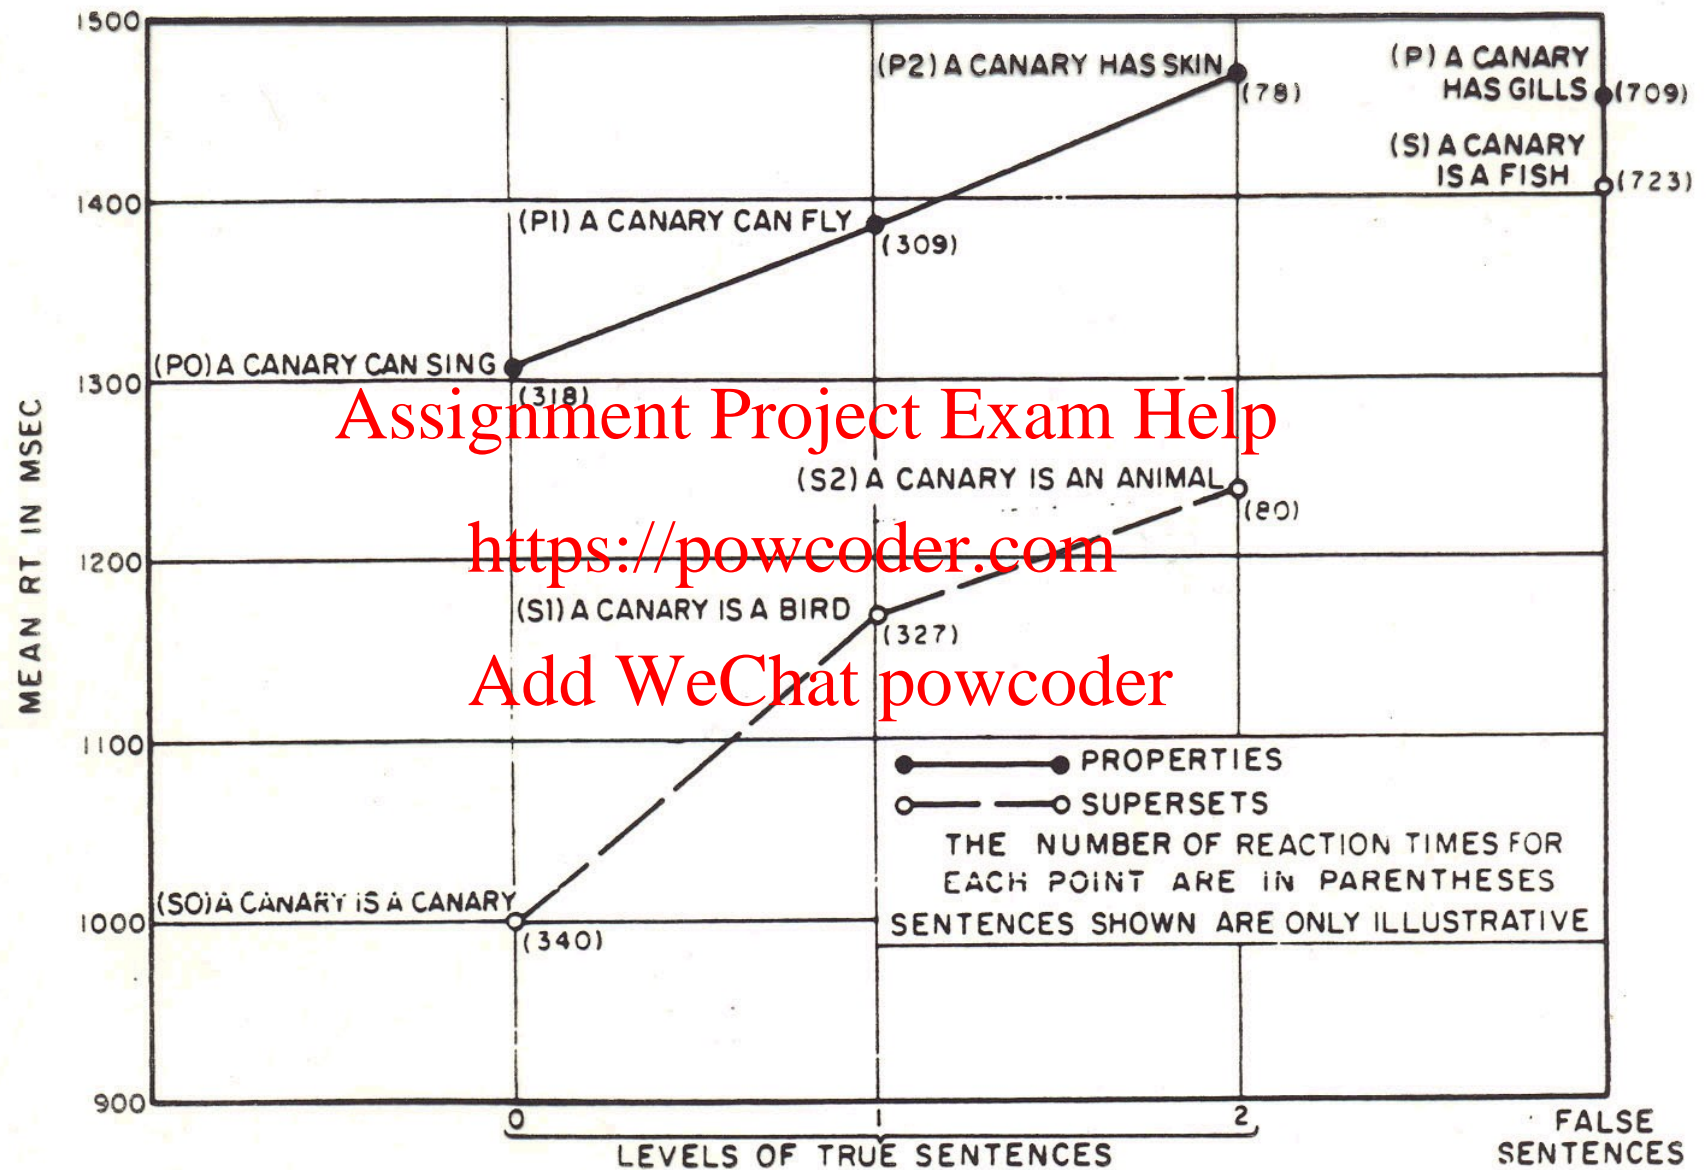 1500
(P2) A CANARY HAS SKIN
(78)
(P) A CANARY
HAS GILLS
(709)
(S) A CANARY
IS A FISH
(723)
1400
(P1) A CANARY CAN FLY
(309)
(PO) A CANARY CAN SING
1300
(318)
Assignment Project Exam Help
(S2) A CANARY IS AN ANIMAL
(80)
https://powcoder.com
1200
(S1) A CANARY IS A BIRD
(327)
Add WeChat powcoder
MEAN RT IN MSEC
1100
PROPERTIES
SUPERSETS
THE NUMBER OF REACTION TIMES FOR
EACH POINT ARE IN PARENTHESES
SENTENCES SHOWN ARE ONLY ILLUSTRATIVE
(SO) A CANARY IS A CANARY
1000
(340)
900
0 1 2
LEVELS OF TRUE SENTENCES
FALSE
SENTENCES